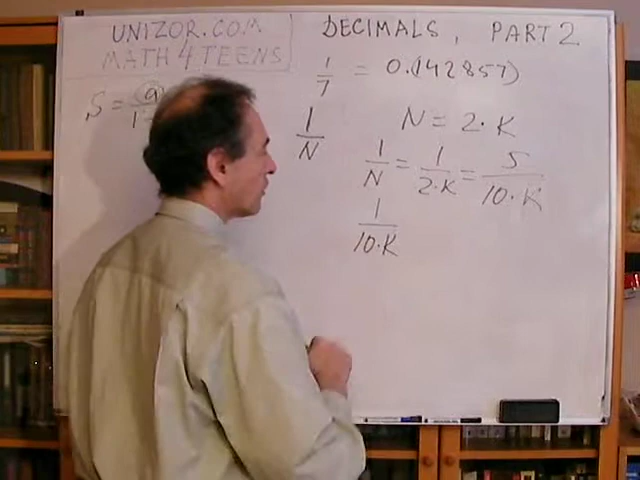 UNIZOR.COM
MATH 4 TEENS
DECIMALS, PART 2
1/7 = 0.(142857)
S = a/1
1/N
N = 2·K
1/N = 1/2·K = 5/10·K
1/10·K